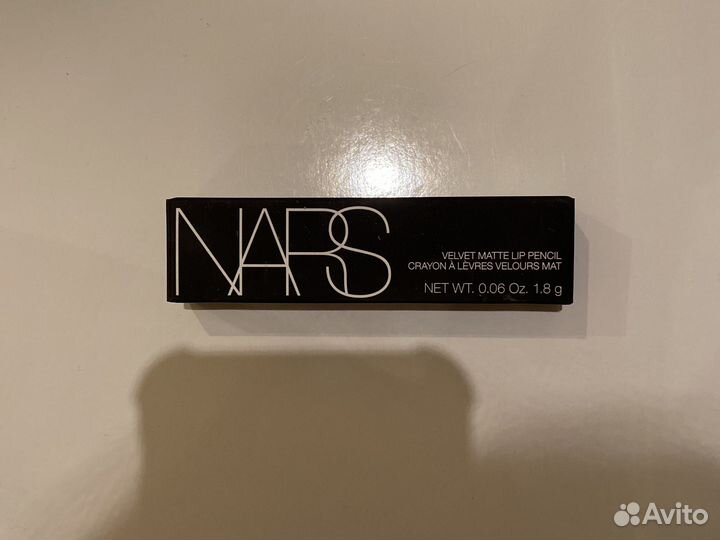 NARS
VELVET MATTE LIP PENCIL
CRAYON À LÈVRES VELOURS MAT
NET WT. 0.06 Oz. 1.8 g
Avito